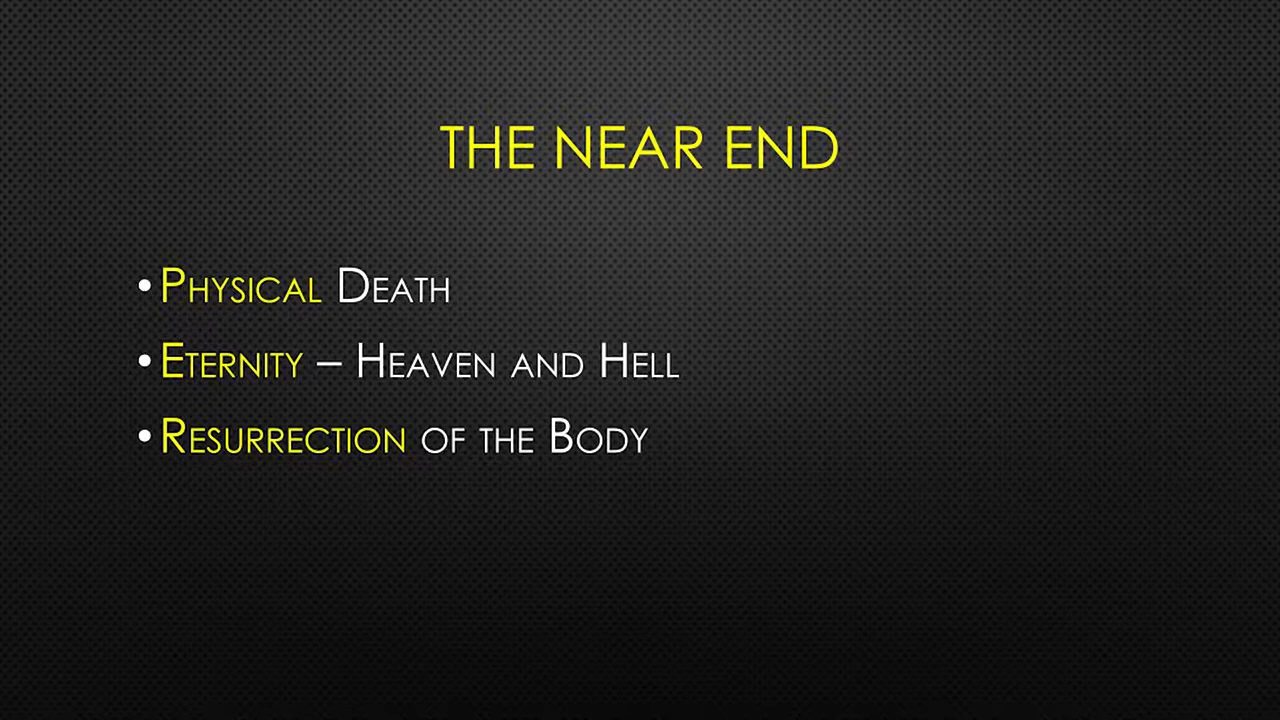 THE NEAR END
• Physical Death
• Eternity – Heaven and Hell
• Resurrection of the Body